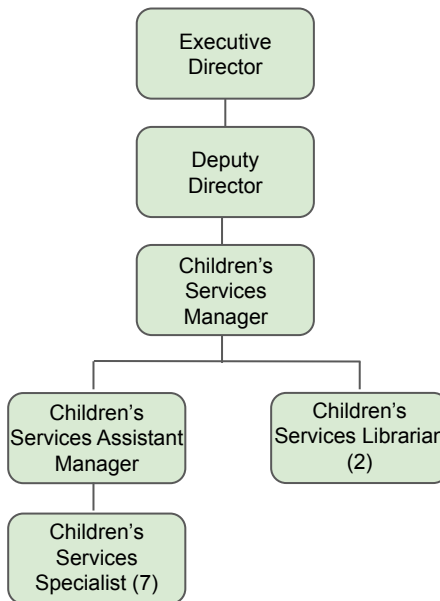 Executive
Director
Deputy
Director
Children's
Services
Manager
Children's
Services Assistant
Manager
Children's
Services Librarian
(2)
Children's
Services
Specialist (7)